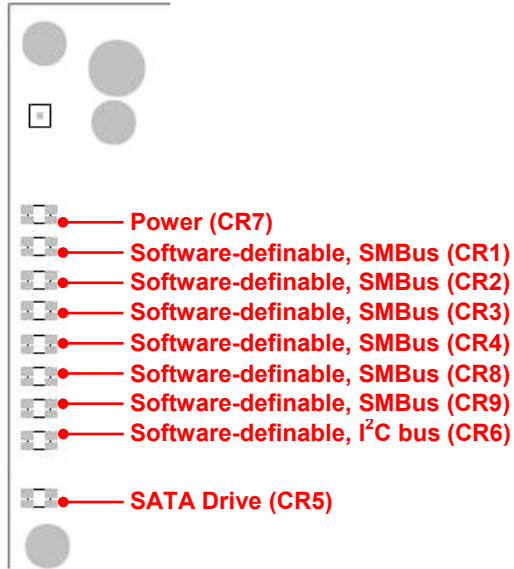 Power (CR7)
Software-definable, SMBus (CR1)
Software-definable, SMBus (CR2)
Software-definable, SMBus (CR3)
Software-definable, SMBus (CR4)
Software-definable, SMBus (CR8)
Software-definable, SMBus (CR9)
Software-definable, I²C bus (CR6)
SATA Drive (CR5)